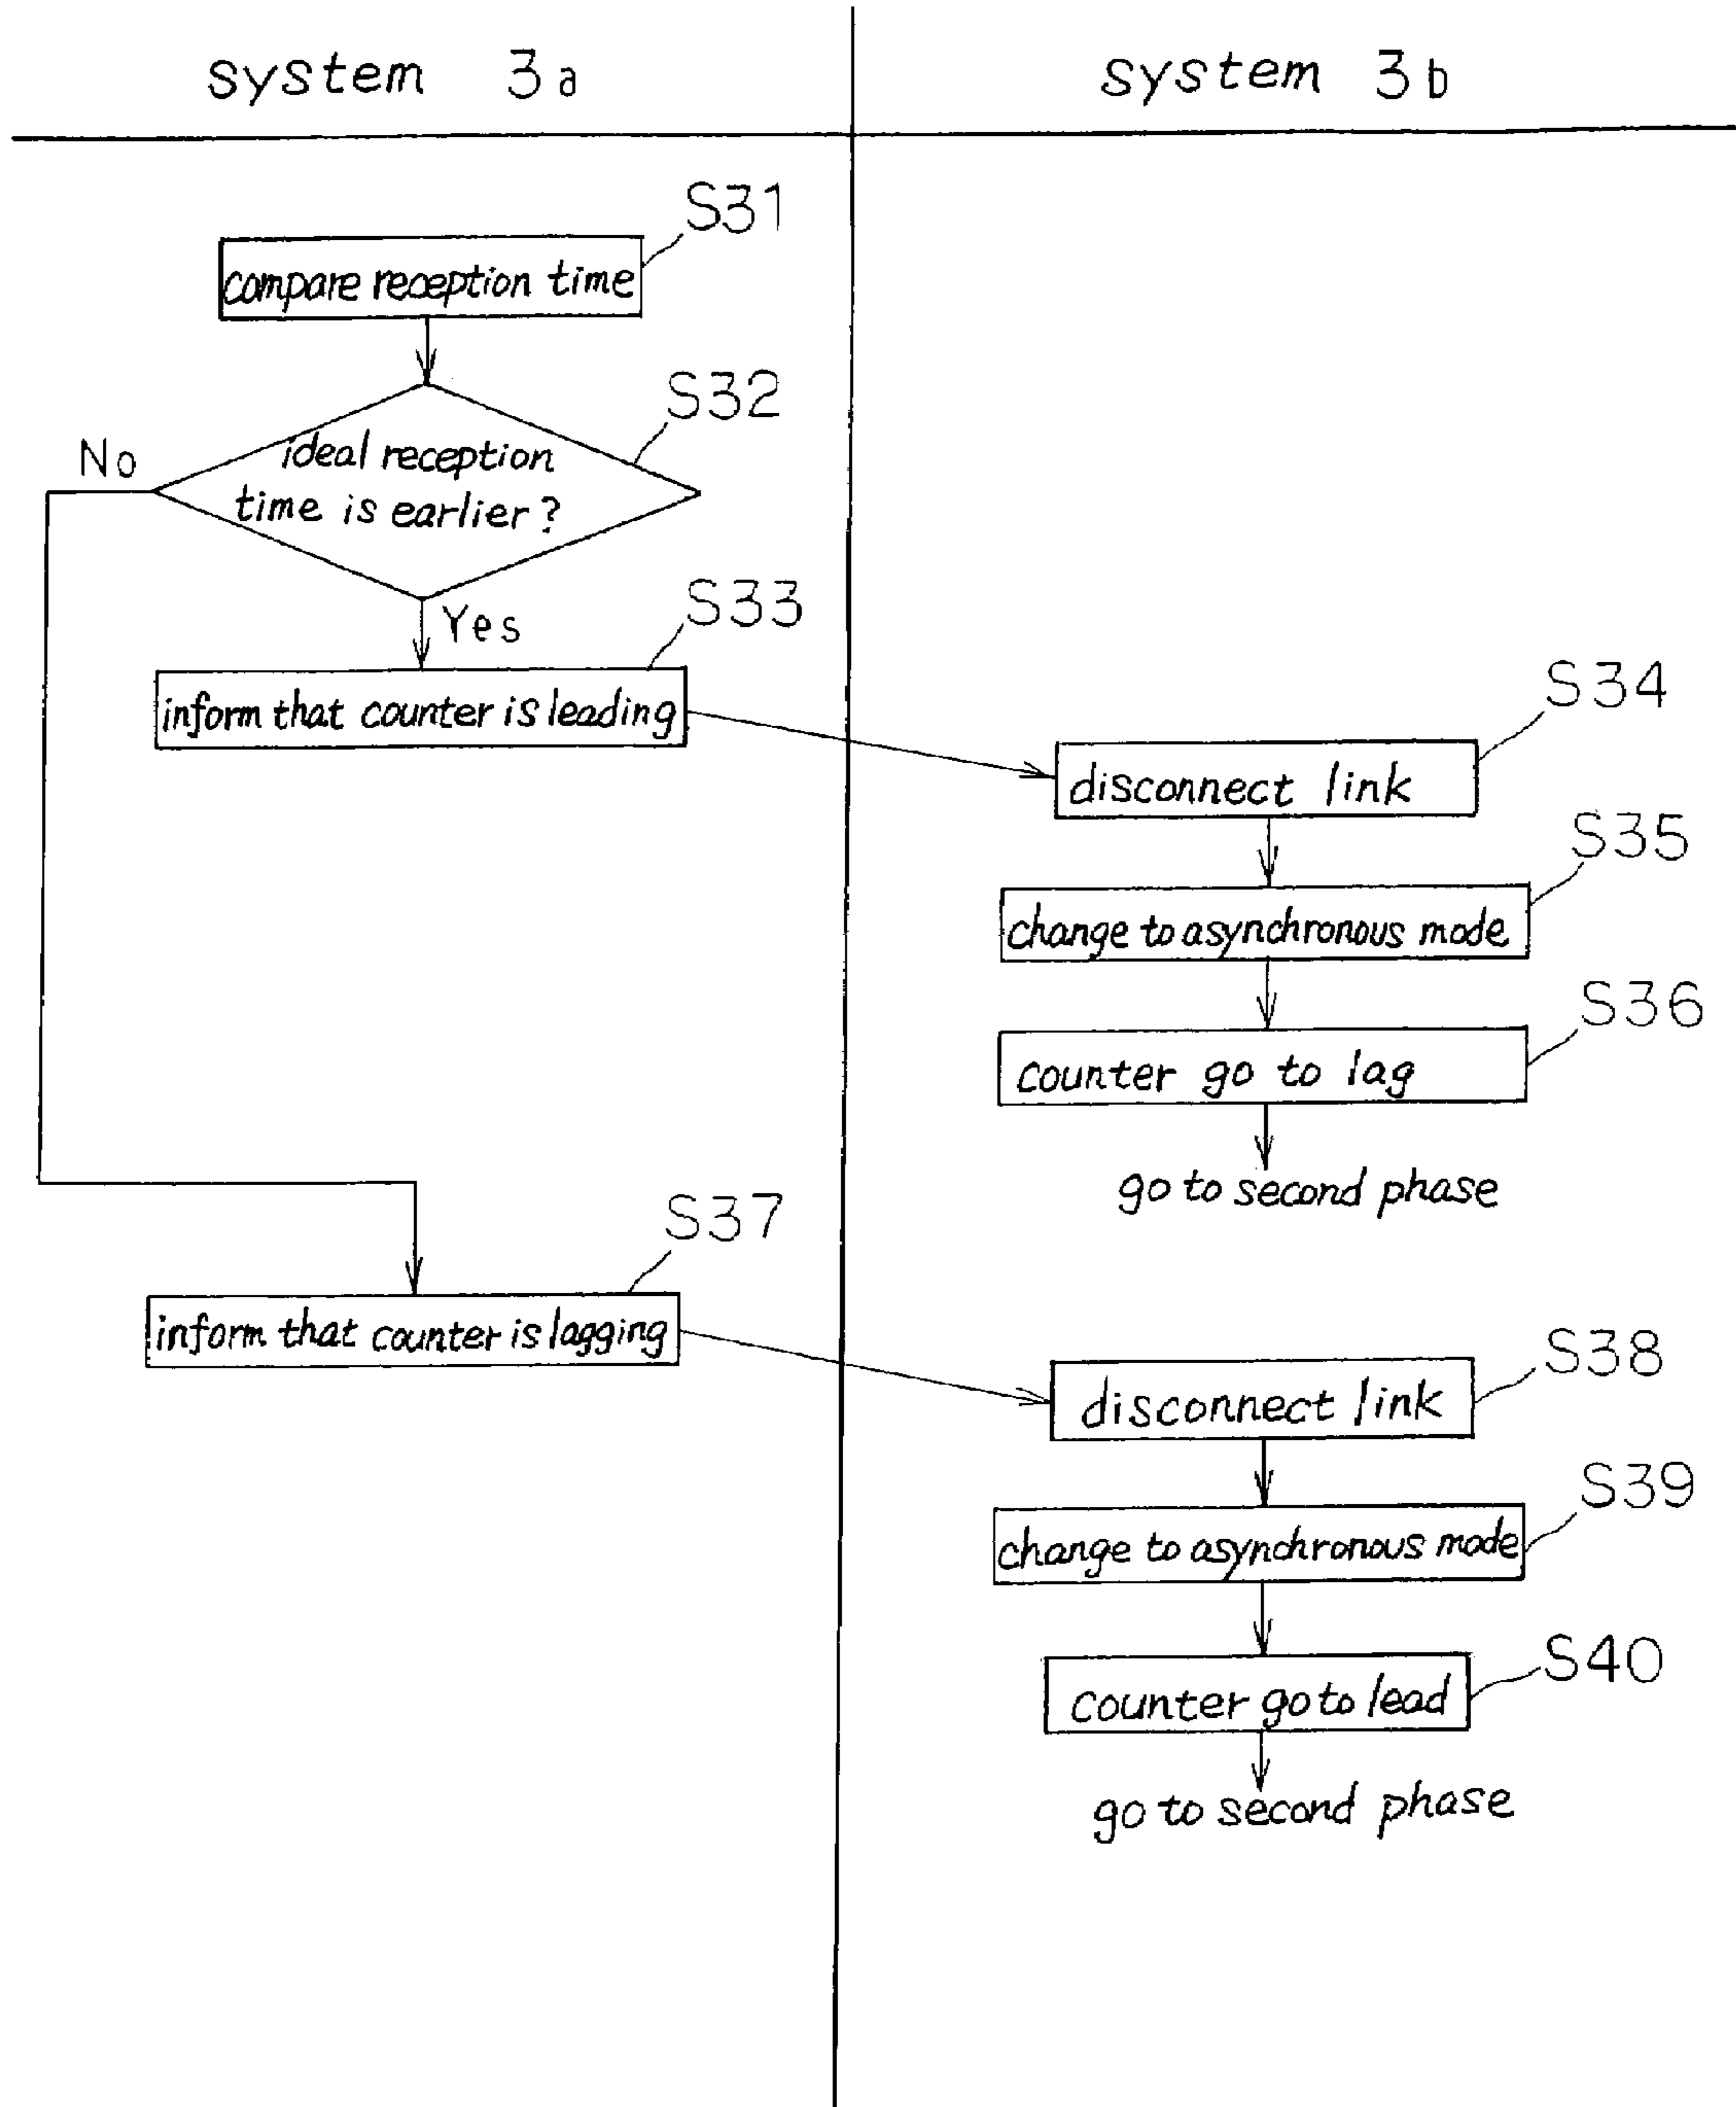 system 3a
system 3b
S31
compare reception time
S32
No
ideal reception
time is earlier?
Yes
S33
inform that counter is leading
S34
disconnect link
S35
change to asynchronous mode
S36
counter go to lag
go to second phase
S37
inform that counter is lagging
S38
disconnect link
S39
change to asynchronous mode
S40
counter go to lead
go to second phase